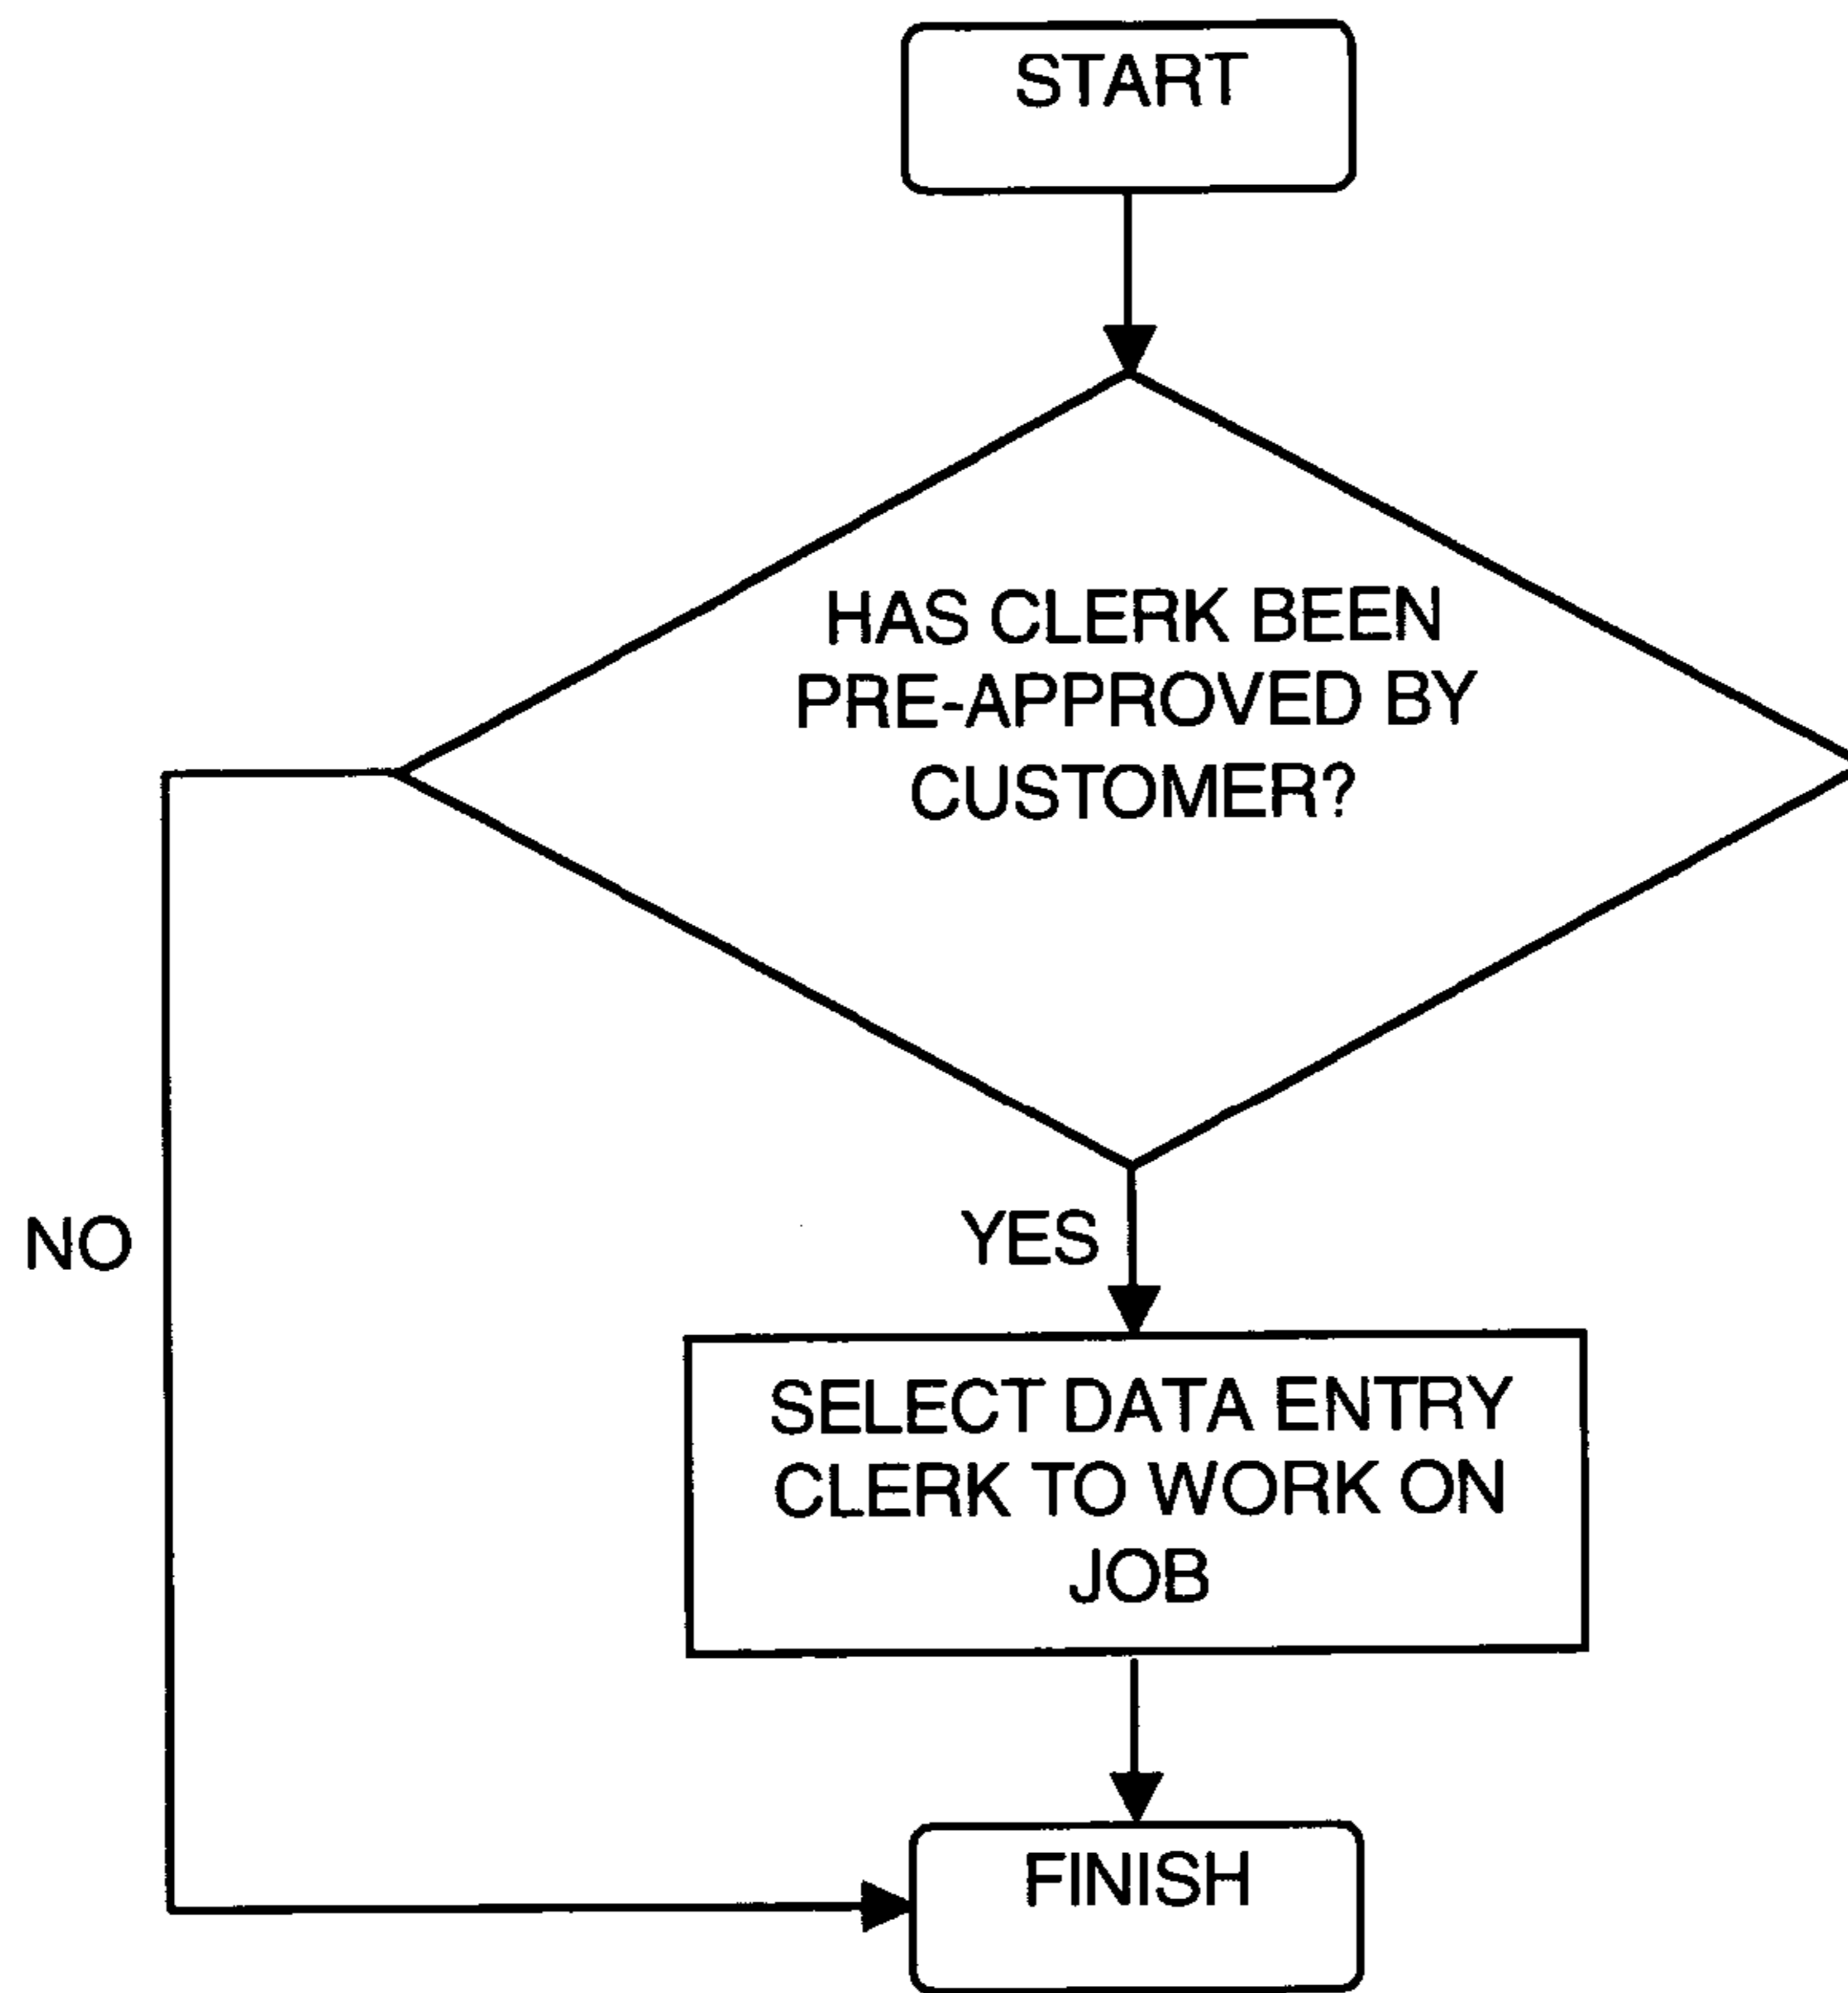 START
HAS CLERK BEEN
PRE-APPROVED BY
CUSTOMER?
NO
YES
SELECT DATA ENTRY
CLERK TO WORK ON
JOB
FINISH